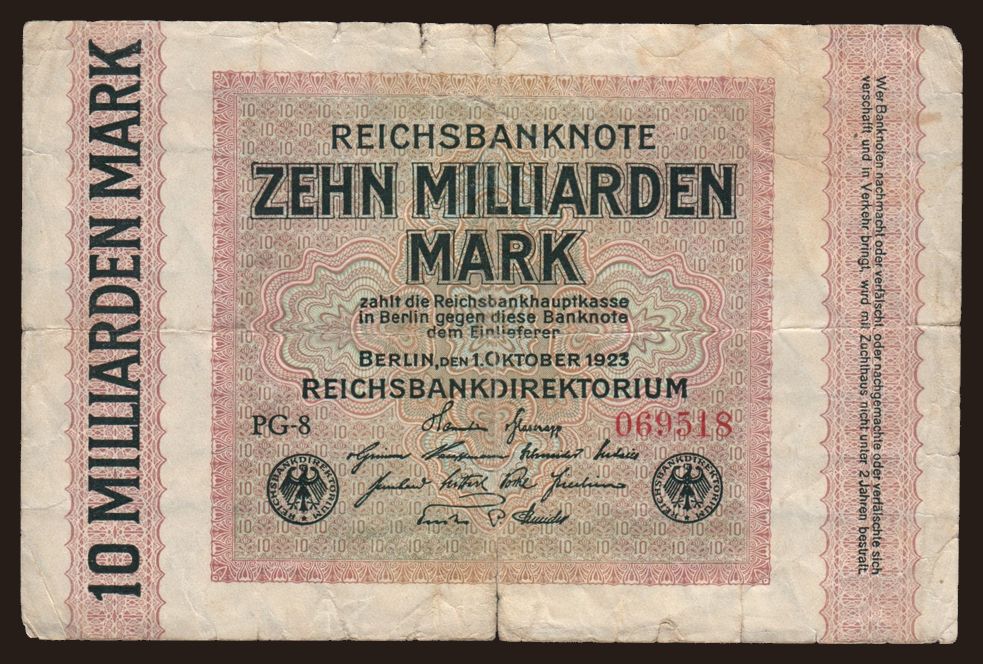 10 MILLIARDEN MARK
REICHSBANKNOTE
ZEHN MILLIARDEN
MARK
zahlt die Reichsbankhauptkasse
in Berlin gegen diese Banknote
dem Einlieferer
BERLIN, DEN 1. OKTOBER 1923
REICHSBANKDIREKTORIUM
PG-8
069518
REICHSBANKDIREKTORIUM
REICHSBANKDIREKTORIUM
Wer Banknoten nachmacht oder verfälscht, oder nachgemachte oder verfälschte sich
verschafft und in Verkehr bringt, wird mit Zuchthaus nicht unter 2 Jahren bestraft.